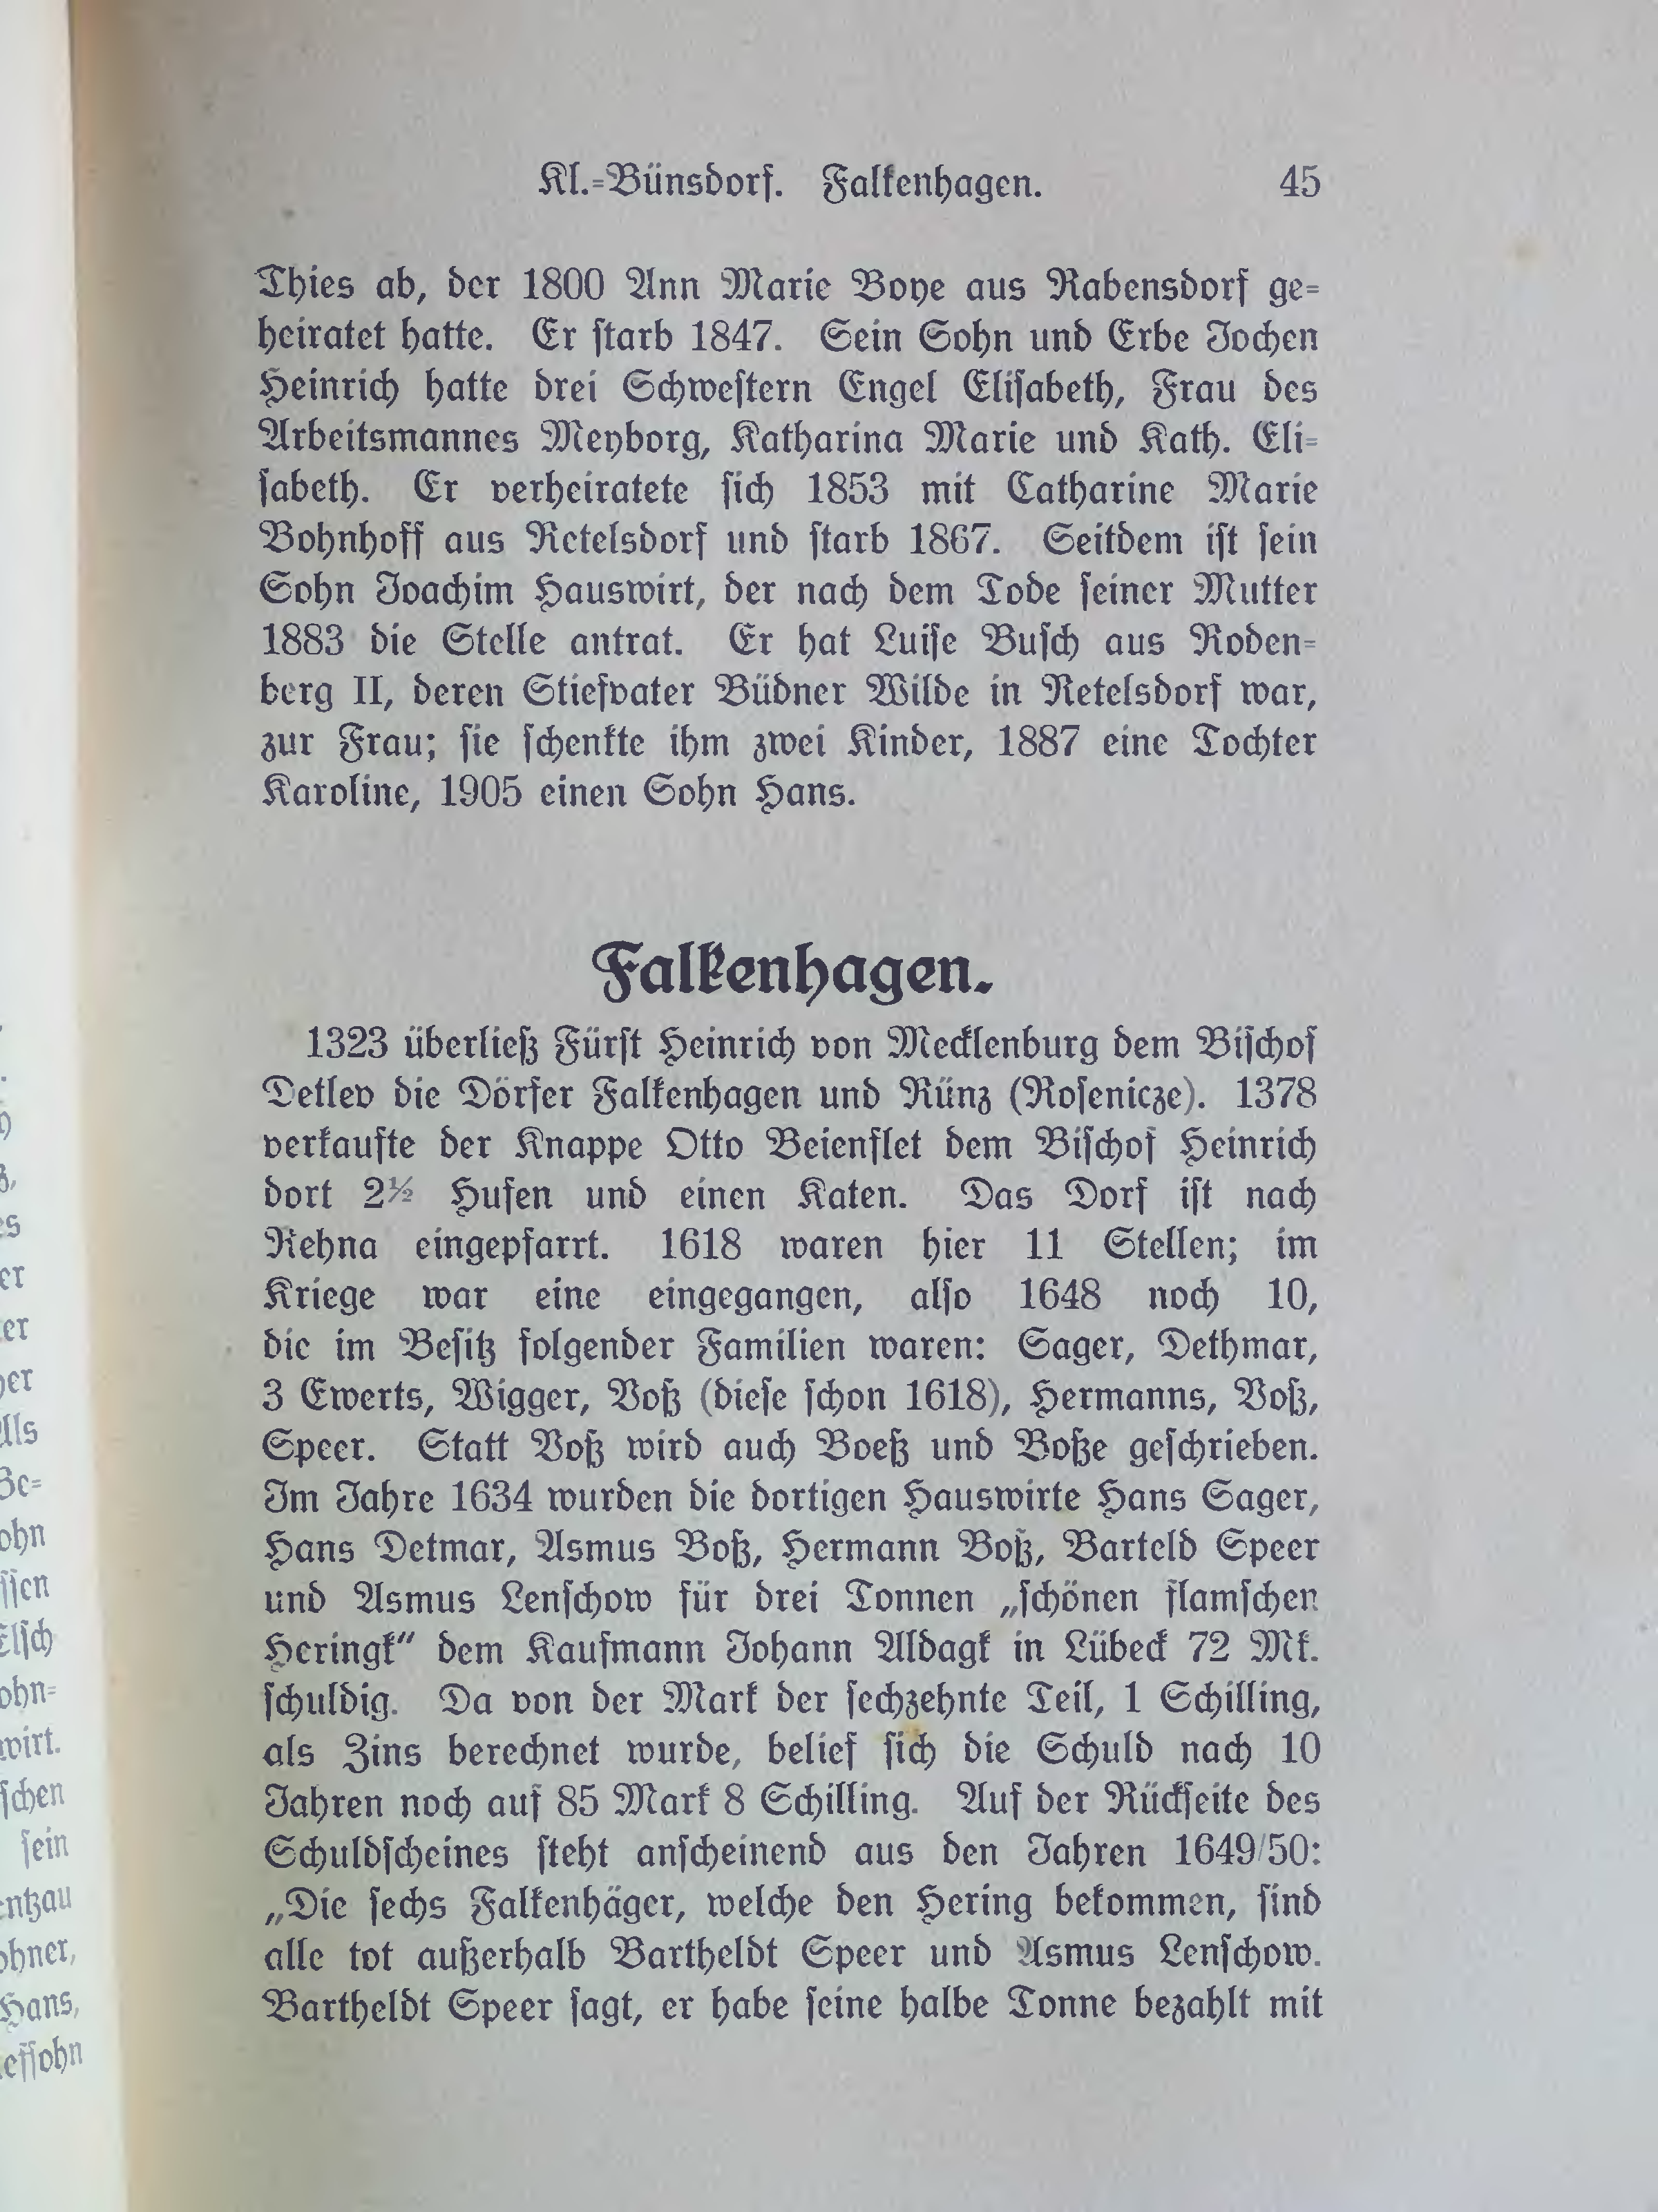 Kl.-Bünsdorf. Falkenhagen. 45
Thies ab, der 1800 Ann Marie Boye aus Rabensdorf ge-
heiratet hatte. Er starb 1847. Sein Sohn und Erbe Jochen
Heinrich hatte drei Schwestern Engel Elisabeth, Frau des
Arbeitsmannes Meyborg, Katharina Marie und Kath. Eli-
sabeth. Er verheiratete sich 1853 mit Catharine Marie
Bohnhoff aus Retelsdorf und starb 1867. Seitdem ist sein
Sohn Joachim Hauswirt, der nach dem Tode seiner Mutter
1883 die Stelle antrat. Er hat Luise Busch aus Roden-
berg II, deren Stiefvater Büdner Wilde in Retelsdorf war,
zur Frau; sie schenkte ihm zwei Kinder, 1887 eine Tochter
Karoline, 1905 einen Sohn Hans.
Falkenhagen.
1323 überließ Fürst Heinrich von Mecklenburg dem Bischof
Detlev die Dörfer Falkenhagen und Rünz (Rosenicze). 1378
verkaufte der Knappe Otto Beienflet dem Bischof Heinrich
dort 2½ Hufen und einen Katen. Das Dorf ist nach
Rehna eingepfarrt. 1618 waren hier 11 Stellen; im
Kriege war eine eingegangen, also 1648 noch 10,
die im Besitz folgender Familien waren: Sager, Dethmar,
3 Ewerts, Wigger, Voß (diese schon 1618), Hermanns, Voß,
Speer. Statt Voß wird auch Boeß und Boße geschrieben.
Im Jahre 1634 wurden die dortigen Hauswirte Hans Sager,
Hans Detmar, Asmus Boß, Hermann Boß, Barteld Speer
und Asmus Lenschow für drei Tonnen „schönen flamschen
Heringk“ dem Kaufmann Johann Aldagk in Lübeck 72 Mk.
schuldig. Da von der Mark der sechzehnte Teil, 1 Schilling,
als Zins berechnet wurde, belief sich die Schuld nach 10
Jahren noch auf 85 Mark 8 Schilling. Auf der Rückseite des
Schuldscheines steht anscheinend aus den Jahren 1649/50:
„Die sechs Falkenhäger, welche den Hering bekommen, sind
alle tot außerhalb Bartheldt Speer und Asmus Lenschow.
Bartheldt Speer sagt, er habe seine halbe Tonne bezahlt mit